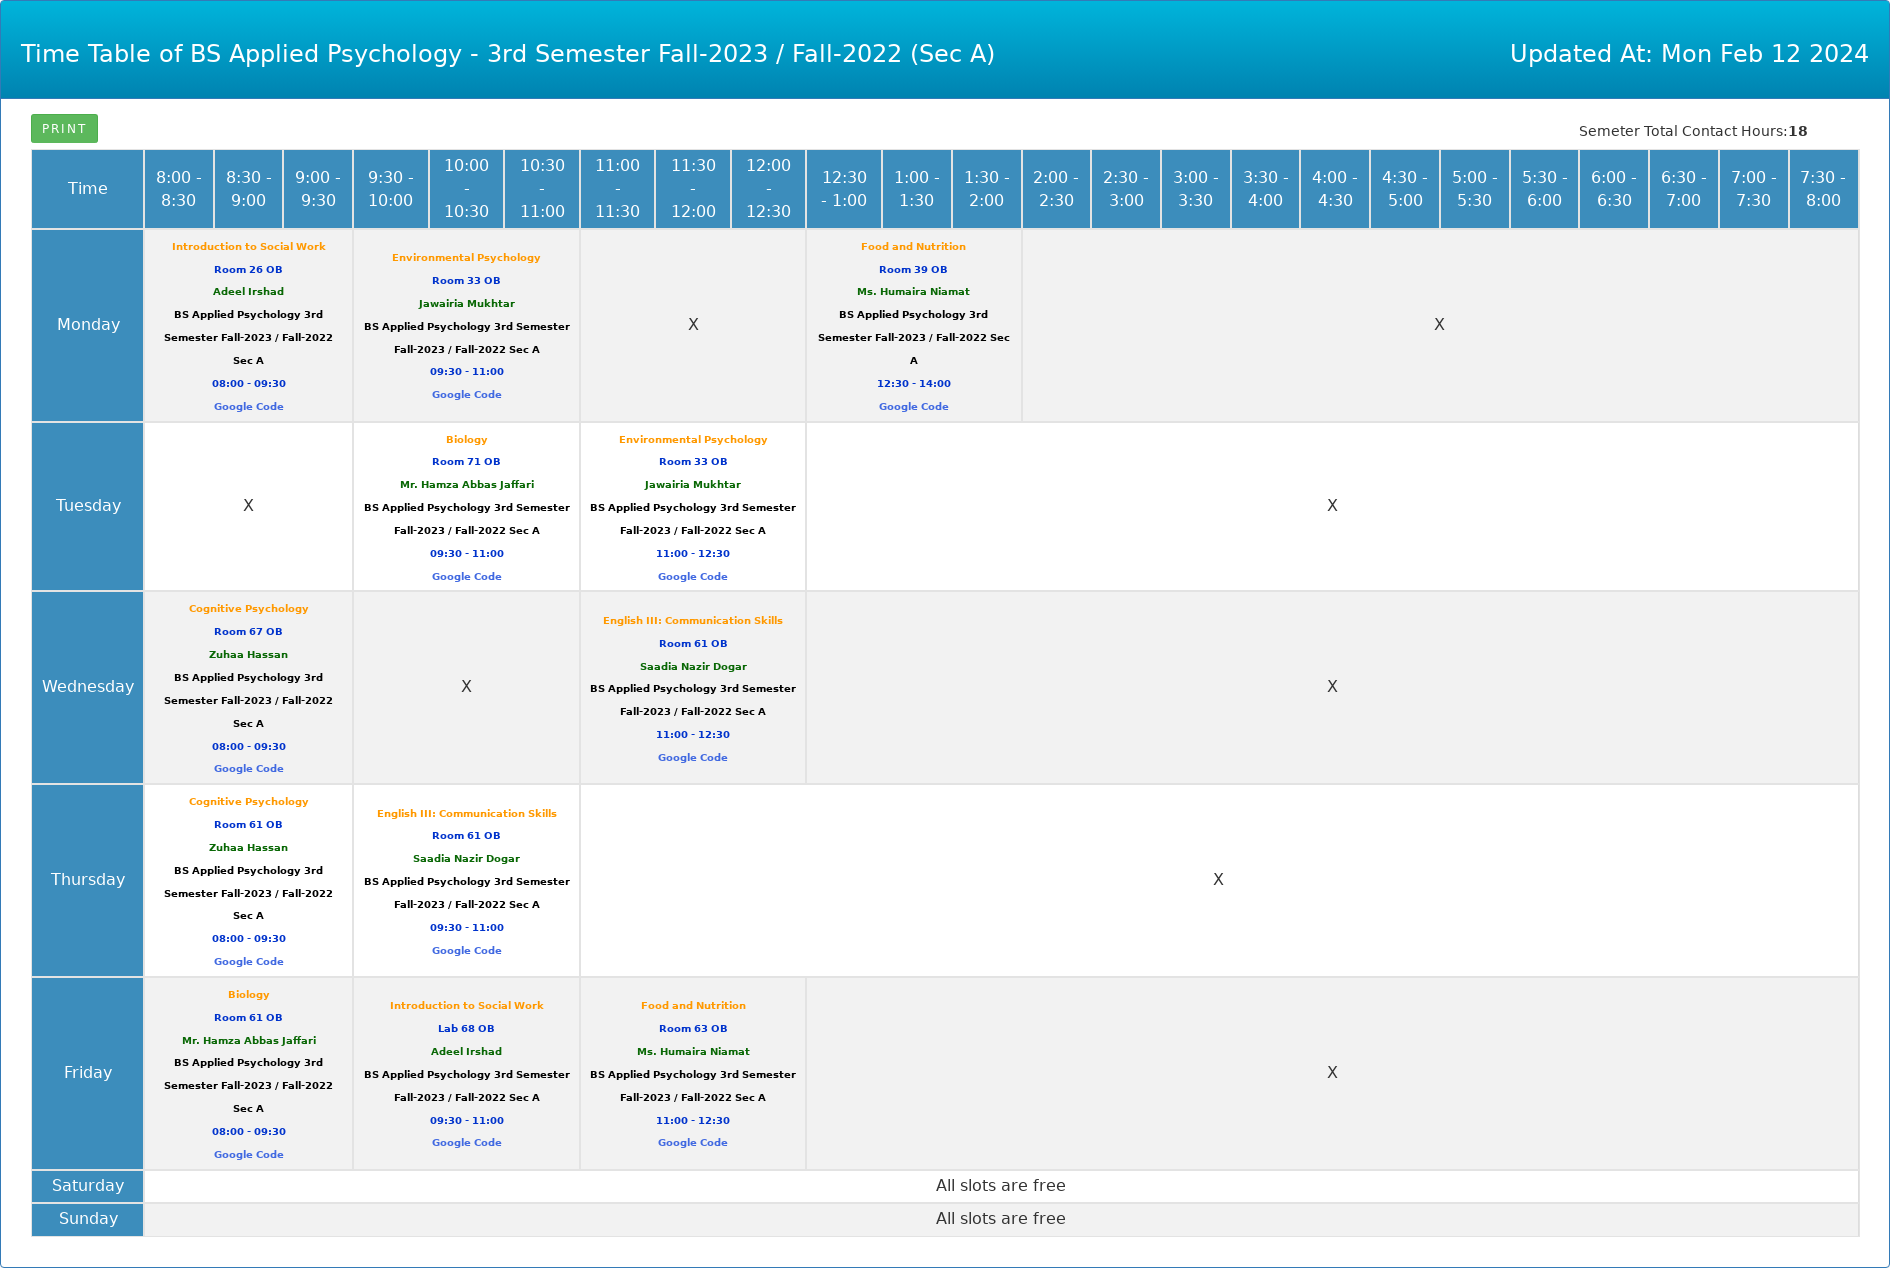 Time Table of BS Applied Psychology - 3rd Semester Fall-2023 / Fall-2022 (Sec A)
Updated At: Mon Feb 12 2024
PRINT
Semeter Total Contact Hours:18
Time
8:00 -
8:30
8:30 -
9:00
9:00 -
9:30
9:30 -
10:00
10:00
-
10:30
10:30
-
11:00
11:00
-
11:30
11:30
-
12:00
12:00
-
12:30
12:30
- 1:00
1:00 -
1:30
1:30 -
2:00
2:00 -
2:30
2:30 -
3:00
3:00 -
3:30
3:30 -
4:00
4:00 -
4:30
4:30 -
5:00
5:00 -
5:30
5:30 -
6:00
6:00 -
6:30
6:30 -
7:00
7:00 -
7:30
7:30 -
8:00
Monday
Introduction to Social Work
Room 26 OB
Adeel Irshad
BS Applied Psychology 3rd
Semester Fall-2023 / Fall-2022
Sec A
08:00 - 09:30
Google Code
Environmental Psychology
Room 33 OB
Jawairia Mukhtar
BS Applied Psychology 3rd Semester
Fall-2023 / Fall-2022 Sec A
09:30 - 11:00
Google Code
X
Food and Nutrition
Room 39 OB
Ms. Humaira Niamat
BS Applied Psychology 3rd
Semester Fall-2023 / Fall-2022 Sec
A
12:30 - 14:00
Google Code
X
Tuesday
X
Biology
Room 71 OB
Mr. Hamza Abbas Jaffari
BS Applied Psychology 3rd Semester
Fall-2023 / Fall-2022 Sec A
09:30 - 11:00
Google Code
Environmental Psychology
Room 33 OB
Jawairia Mukhtar
BS Applied Psychology 3rd Semester
Fall-2023 / Fall-2022 Sec A
11:00 - 12:30
Google Code
X
Wednesday
Cognitive Psychology
Room 67 OB
Zuhaa Hassan
BS Applied Psychology 3rd
Semester Fall-2023 / Fall-2022
Sec A
08:00 - 09:30
Google Code
X
English III: Communication Skills
Room 61 OB
Saadia Nazir Dogar
BS Applied Psychology 3rd Semester
Fall-2023 / Fall-2022 Sec A
11:00 - 12:30
Google Code
X
Thursday
Cognitive Psychology
Room 61 OB
Zuhaa Hassan
BS Applied Psychology 3rd
Semester Fall-2023 / Fall-2022
Sec A
08:00 - 09:30
Google Code
English III: Communication Skills
Room 61 OB
Saadia Nazir Dogar
BS Applied Psychology 3rd Semester
Fall-2023 / Fall-2022 Sec A
09:30 - 11:00
Google Code
X
Friday
Biology
Room 61 OB
Mr. Hamza Abbas Jaffari
BS Applied Psychology 3rd
Semester Fall-2023 / Fall-2022
Sec A
08:00 - 09:30
Google Code
Introduction to Social Work
Lab 68 OB
Adeel Irshad
BS Applied Psychology 3rd Semester
Fall-2023 / Fall-2022 Sec A
09:30 - 11:00
Google Code
Food and Nutrition
Room 63 OB
Ms. Humaira Niamat
BS Applied Psychology 3rd Semester
Fall-2023 / Fall-2022 Sec A
11:00 - 12:30
Google Code
X
Saturday
All slots are free
Sunday
All slots are free